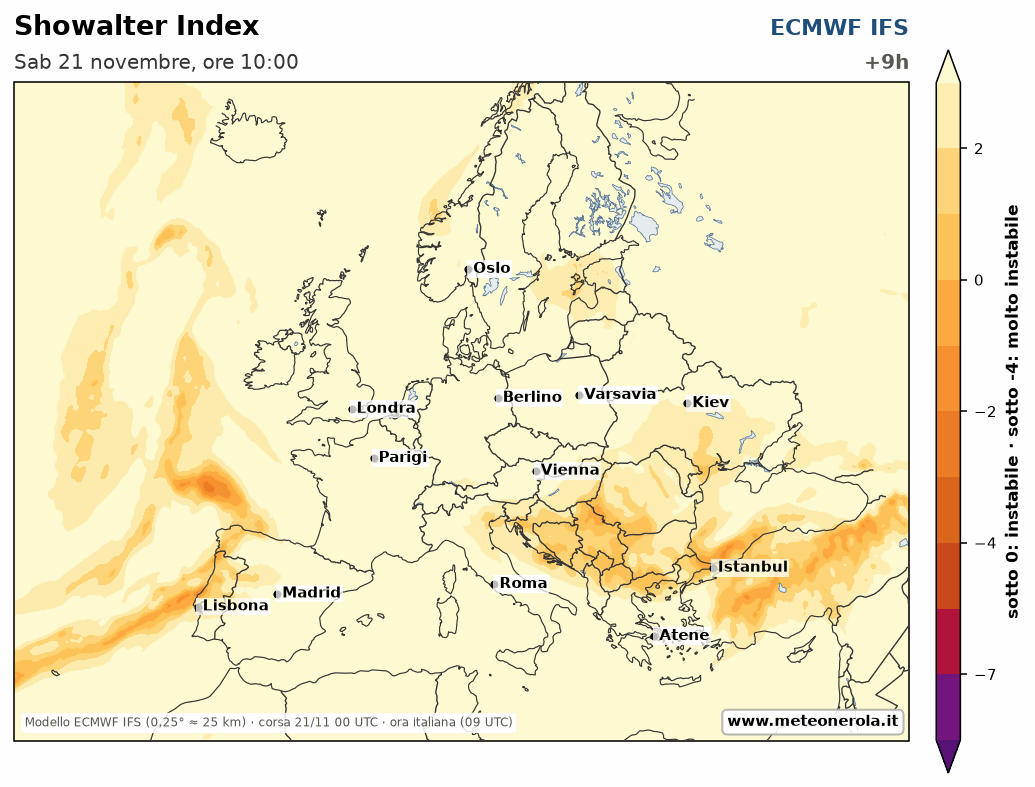 Showalter Index
ECMWF IFS
Sab 21 novembre, ore 10:00
+9h
Oslo
Berlino
Varsavia
Kiev
Londra
Parigi
Vienna
Istanbul
Roma
Madrid
Lisbona
Atene
Modello ECMWF IFS (0,25° ≈ 25 km) · corsa 21/11 00 UTC · ora italiana (09 UTC)
www.meteonerola.it
2
0
−2
−4
−7
sotto 0: instabile · sotto -4: molto instabile